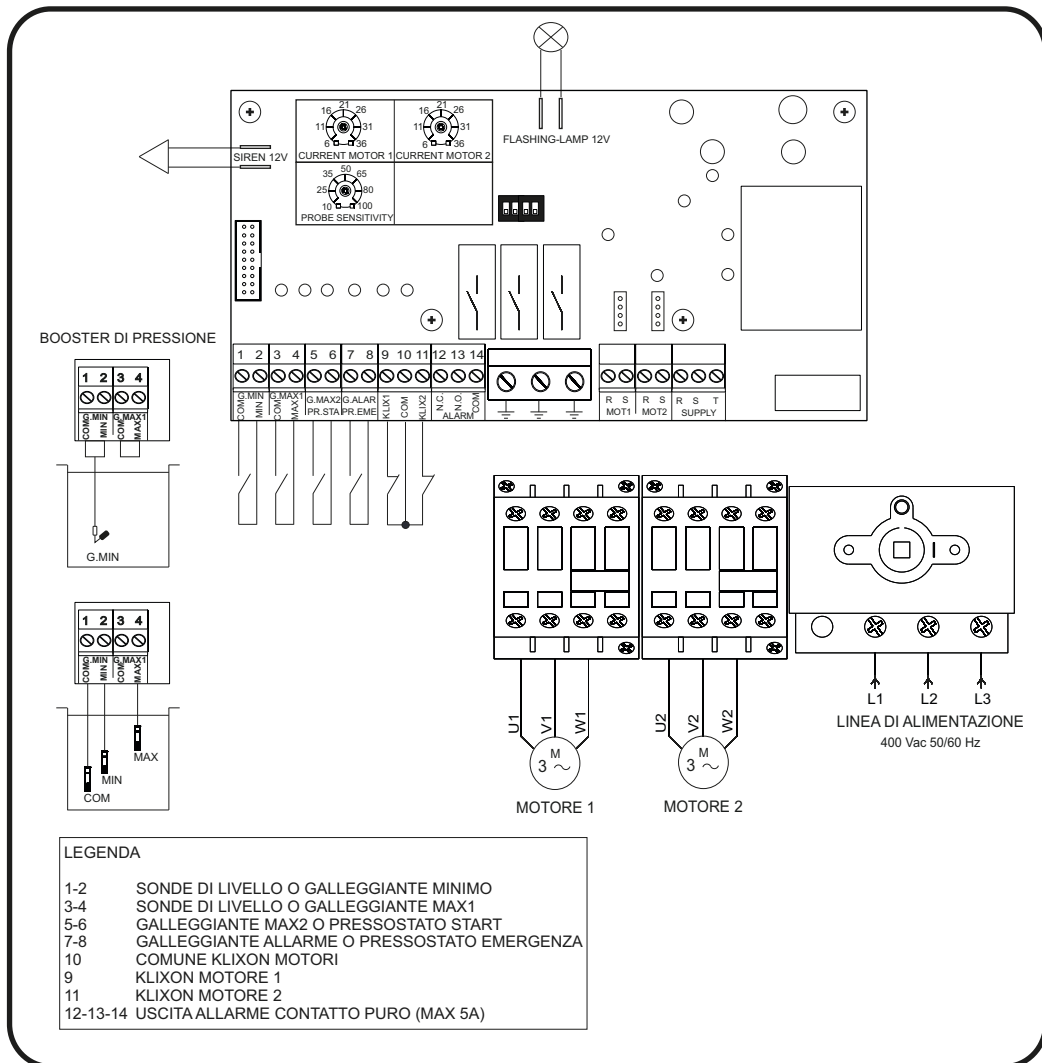 FLASHING-LAMP 12V
SIREN 12V
6 11 16 21 26 31 36
CURRENT MOTOR 1
6 11 16 21 26 31 36
CURRENT MOTOR 2
10 25 35 50 65 80 100
PROBE SENSITIVITY
1 2 3 4 5 6 7 8 9 10 11 12 13 14
G.MIN
COM
MIN
G.MAX1
COM
MAX1
G.MAX2
PR.STA
G.ALAR
PR.EME
KLIX1
COM
KLIX2
N.C.
N.O.
COM
ALARM
R S
MOT1
R S
MOT2
R S T
SUPPLY
BOOSTER DI PRESSIONE
1 2 3 4
G.MIN
COM
MIN
G.MAX1
COM
MAX1
G.MIN
1 2 3 4
G.MIN
COM
MIN
G.MAX1
COM
MAX1
MAX
MIN
COM
U1 V1 W1
M
3 ~
MOTORE 1
U2 V2 W2
M
3 ~
MOTORE 2
L1 L2 L3
LINEA DI ALIMENTAZIONE
400 Vac 50/60 Hz
LEGENDA
1-2 SONDE DI LIVELLO O GALLEGGIANTE MINIMO
3-4 SONDE DI LIVELLO O GALLEGGIANTE MAX1
5-6 GALLEGGIANTE MAX2 O PRESSOSTATO START
7-8 GALLEGGIANTE ALLARME O PRESSOSTATO EMERGENZA
10 COMUNE KLIXON MOTORI
9 KLIXON MOTORE 1
11 KLIXON MOTORE 2
12-13-14 USCITA ALLARME CONTATTO PURO (MAX 5A)